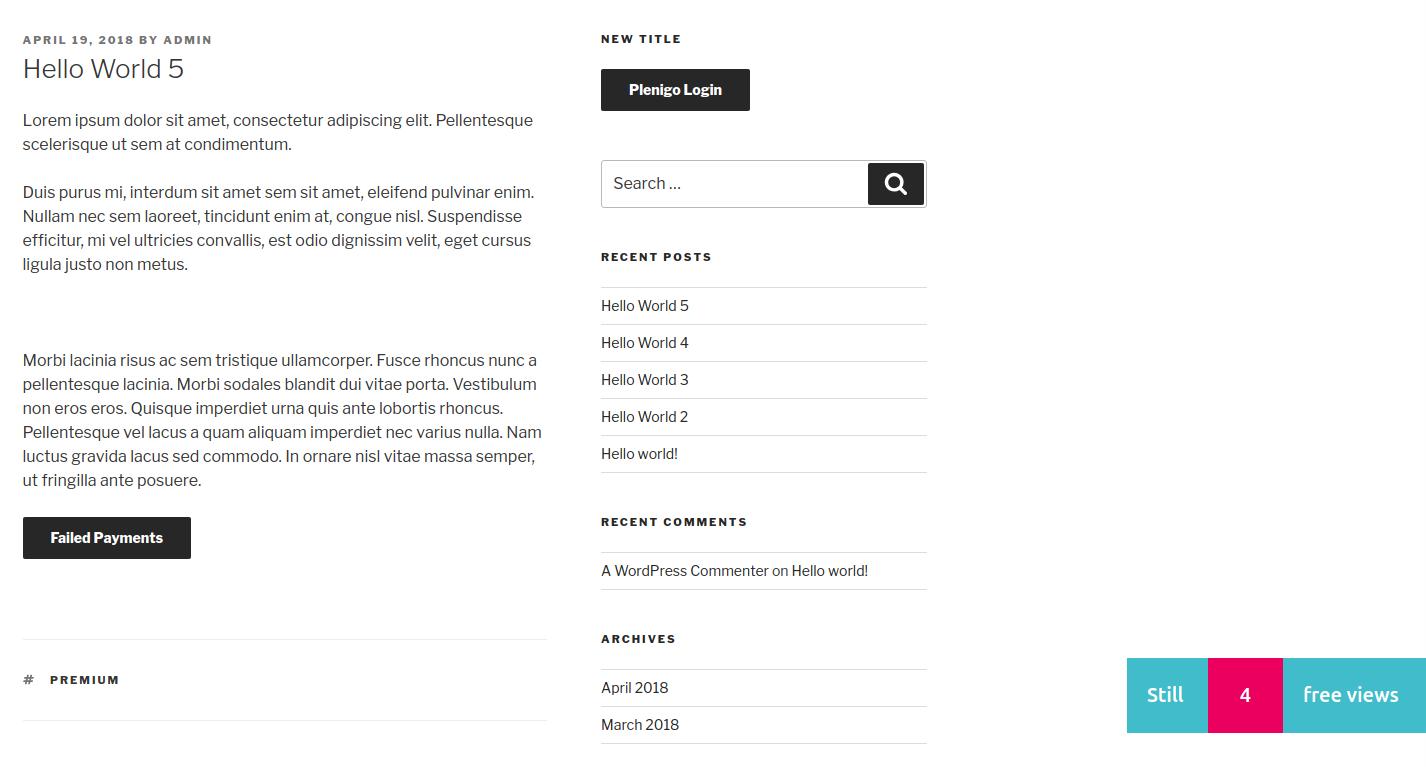 APRIL 19, 2018 BY ADMIN
Hello World 5
Lorem ipsum dolor sit amet, consectetur adipiscing elit. Pellentesque
scelerisque ut sem at condimentum.
Duis purus mi, interdum sit amet sem sit amet, eleifend pulvinar enim.
Nullam nec sem laoreet, tincidunt enim at, congue nisl. Suspendisse
efficitur, mi vel ultricies convallis, est odio dignissim velit, eget cursus
ligula justo non metus.
Morbi lacinia risus ac sem tristique ullamcorper. Fusce rhoncus nunc a
pellentesque lacinia. Morbi sodales blandit dui vitae porta. Vestibulum
non eros eros. Quisque imperdiet urna quis ante lobortis rhoncus.
Pellentesque vel lacus a quam aliquam imperdiet nec varius nulla. Nam
luctus gravida lacus sed commodo. In ornare nisl vitae massa semper,
ut fringilla ante posuere.
Failed Payments
# PREMIUM
NEW TITLE
Plenigo Login
Search …
RECENT POSTS
Hello World 5
Hello World 4
Hello World 3
Hello World 2
Hello world!
RECENT COMMENTS
A WordPress Commenter on Hello world!
ARCHIVES
April 2018
March 2018
Still 4 free views